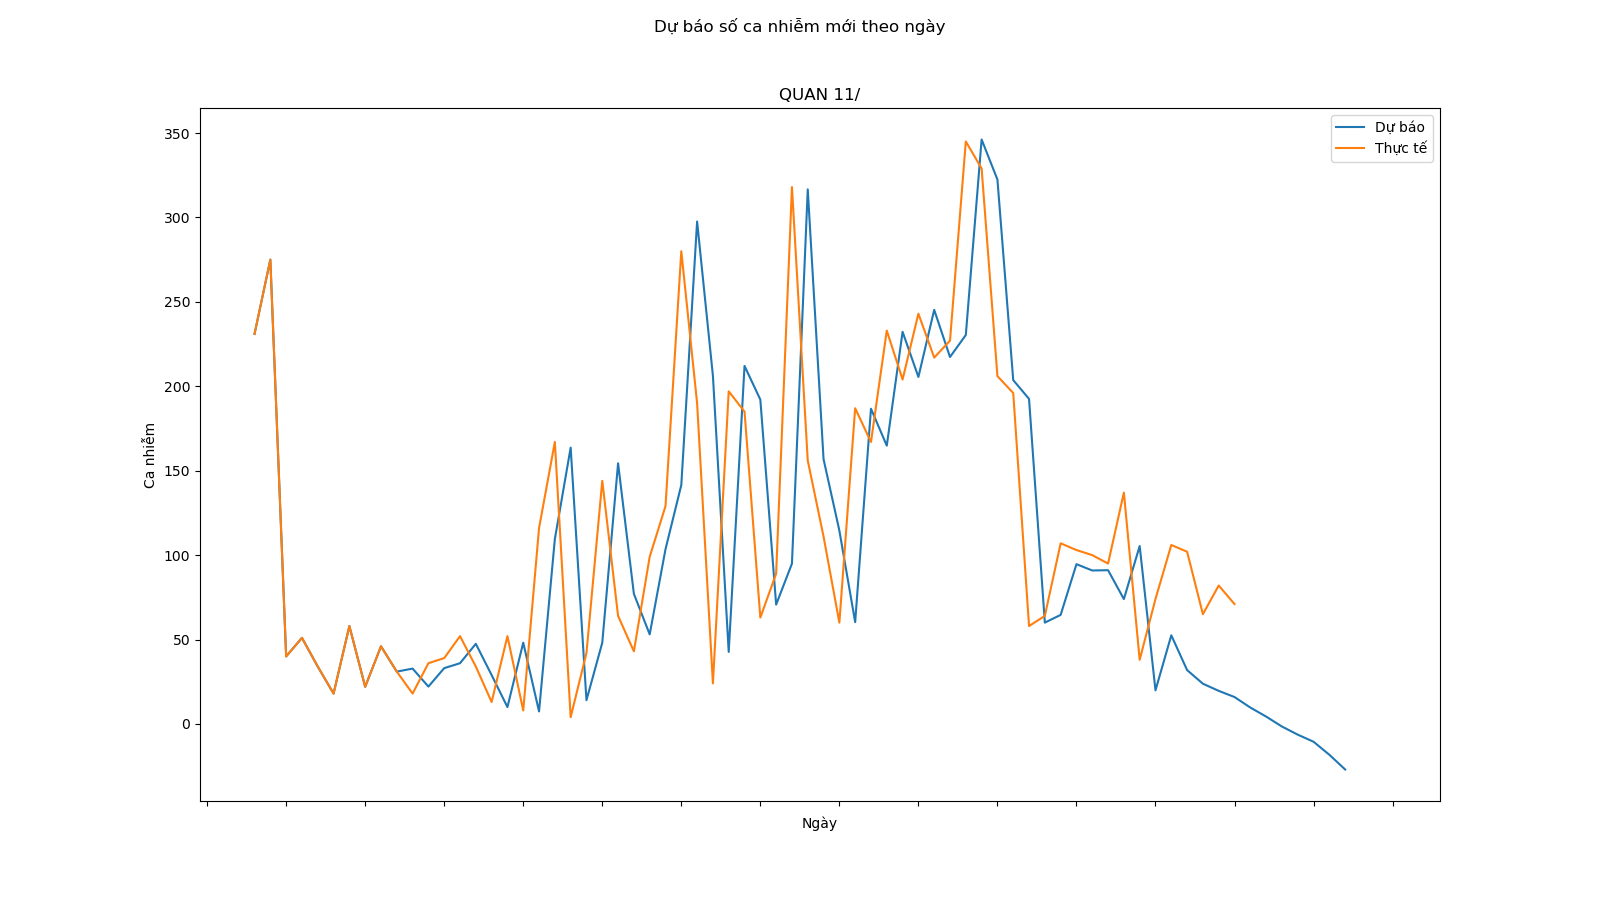 Dự báo số ca nhiễm mới theo ngày
QUAN 11/
Dự báo
Thực tế
350
300
250
200
150
100
50
0
Ca nhiễm
Ngày